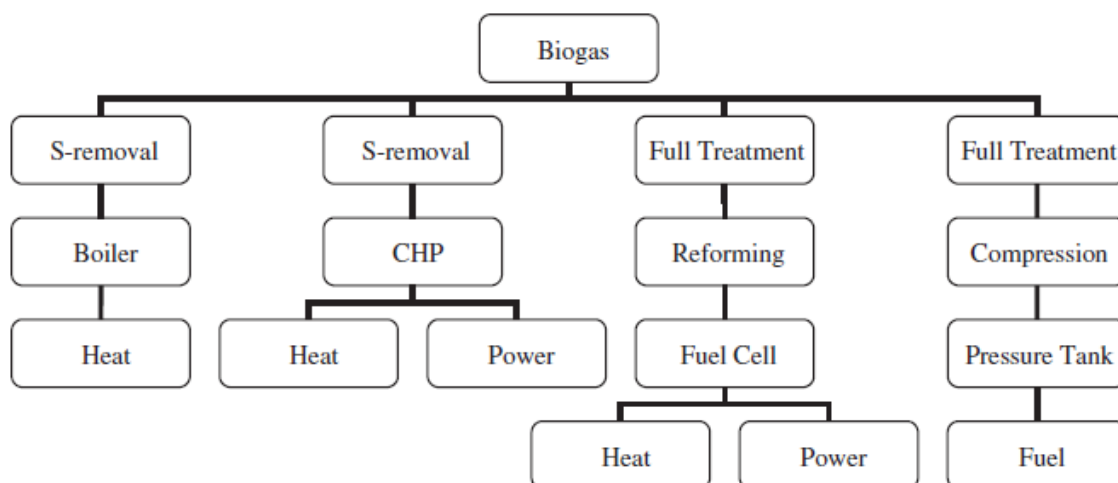 Biogas
S-removal
S-removal
Full Treatment
Full Treatment
Boiler
CHP
Reforming
Compression
Heat
Heat
Power
Fuel Cell
Pressure Tank
Heat
Power
Fuel